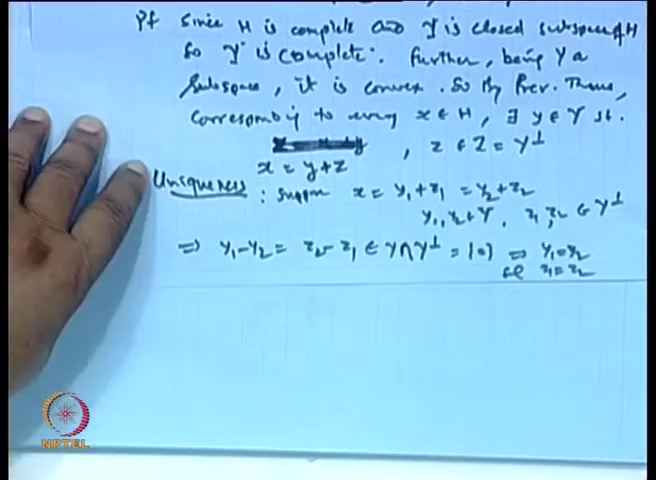 Pf Since H is complete and Y is closed subspace of H
so Y is complete. Further, being Y a
subspace, it is convex. So By Prev. Thm,
corresponding to every x ∈ H, ∃ y ∈ Y st.
x = y+z , z ∈ Z = Y⊥
Uniqueness : Suppose x = y₁+z₁ = y₂+z₂
y₁,y₂ ∈ Y, z₁,z₂ ∈ Y⊥
⇒ y₁-y₂ = z₂-z₁ ∈ Y∩Y⊥ = {0} ⇒ y₁=y₂
& z₁=z₂
NPTEL